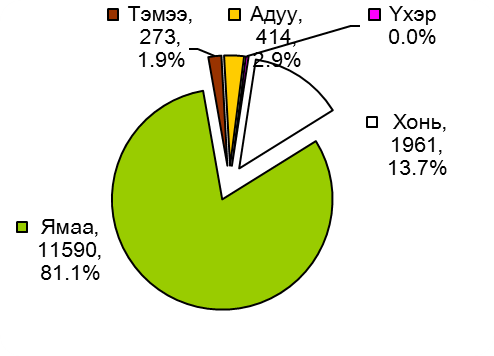 Тэмээ,
273,
1.9%
Адуу,
414,
2.9%
Үхэр
0.0%
Хонь,
1961,
13.7%
Ямаа,
11590,
81.1%